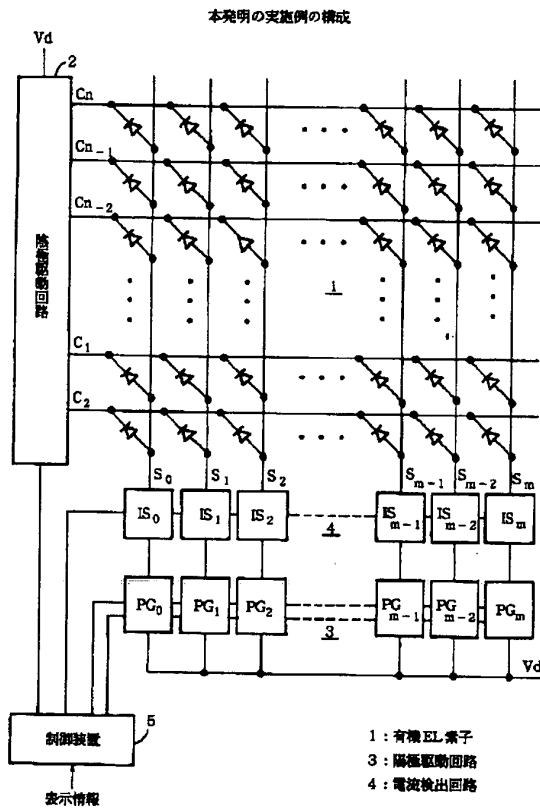 本発明の実施例の構成
Vd
2
Cn
Cn-1
Cn-2
陰極駆動回路
1
C1
C2
S0 S1 S2 Sm-1 Sm-2 Sm
IS0 IS1 IS2 4 ISm-1 ISm-2 ISm
PG0 PG1 PG2 3 PGm-1 PGm-2 PGm
Vd
5
制御装置
表示情報
1：有機EL素子
3：陽極駆動回路
4：電流検出回路